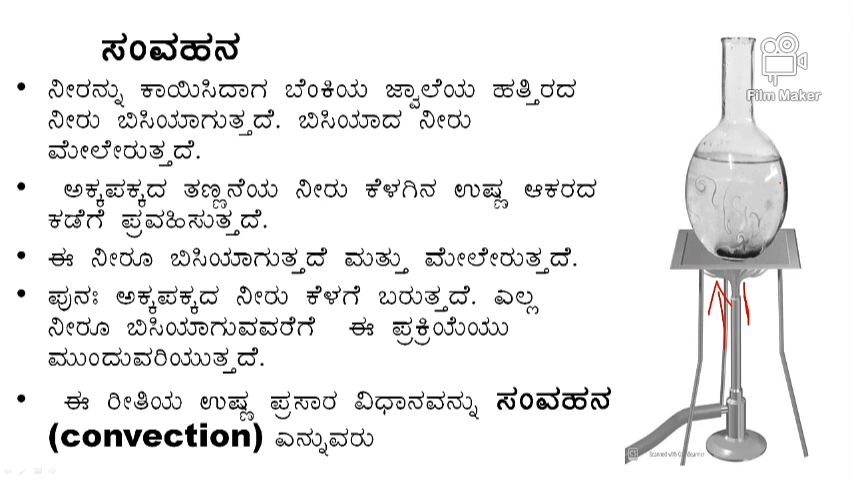 ಸಂವಹನ
• ನೀರನ್ನು ಕಾಯಿಸಿದಾಗ ಬೆಂಕಿಯ ಜ್ವಾಲೆಯ ಹತ್ತಿರದ
ನೀರು ಬಿಸಿಯಾಗುತ್ತದೆ. ಬಿಸಿಯಾದ ನೀರು
ಮೇಲೇರುತ್ತದೆ.
• ಅಕ್ಕಪಕ್ಕದ ತಣ್ಣನೆಯ ನೀರು ಕೆಳಗಿನ ಉಷ್ಣ ಆಕರದ
ಕಡೆಗೆ ಪ್ರವಹಿಸುತ್ತದೆ.
• ಈ ನೀರೂ ಬಿಸಿಯಾಗುತ್ತದೆ ಮತ್ತು ಮೇಲೇರುತ್ತದೆ.
• ಪುನಃ ಅಕ್ಕಪಕ್ಕದ ನೀರು ಕೆಳಗೆ ಬರುತ್ತದೆ. ಎಲ್ಲ
ನೀರೂ ಬಿಸಿಯಾಗುವವರೆಗೆ ಈ ಪ್ರಕ್ರಿಯೆಯು
ಮುಂದುವರಿಯುತ್ತದೆ.
• ಈ ರೀತಿಯ ಉಷ್ಣ ಪ್ರಸಾರ ವಿಧಾನವನ್ನು ಸಂವಹನ
(convection) ಎನ್ನುವರು
Film Maker